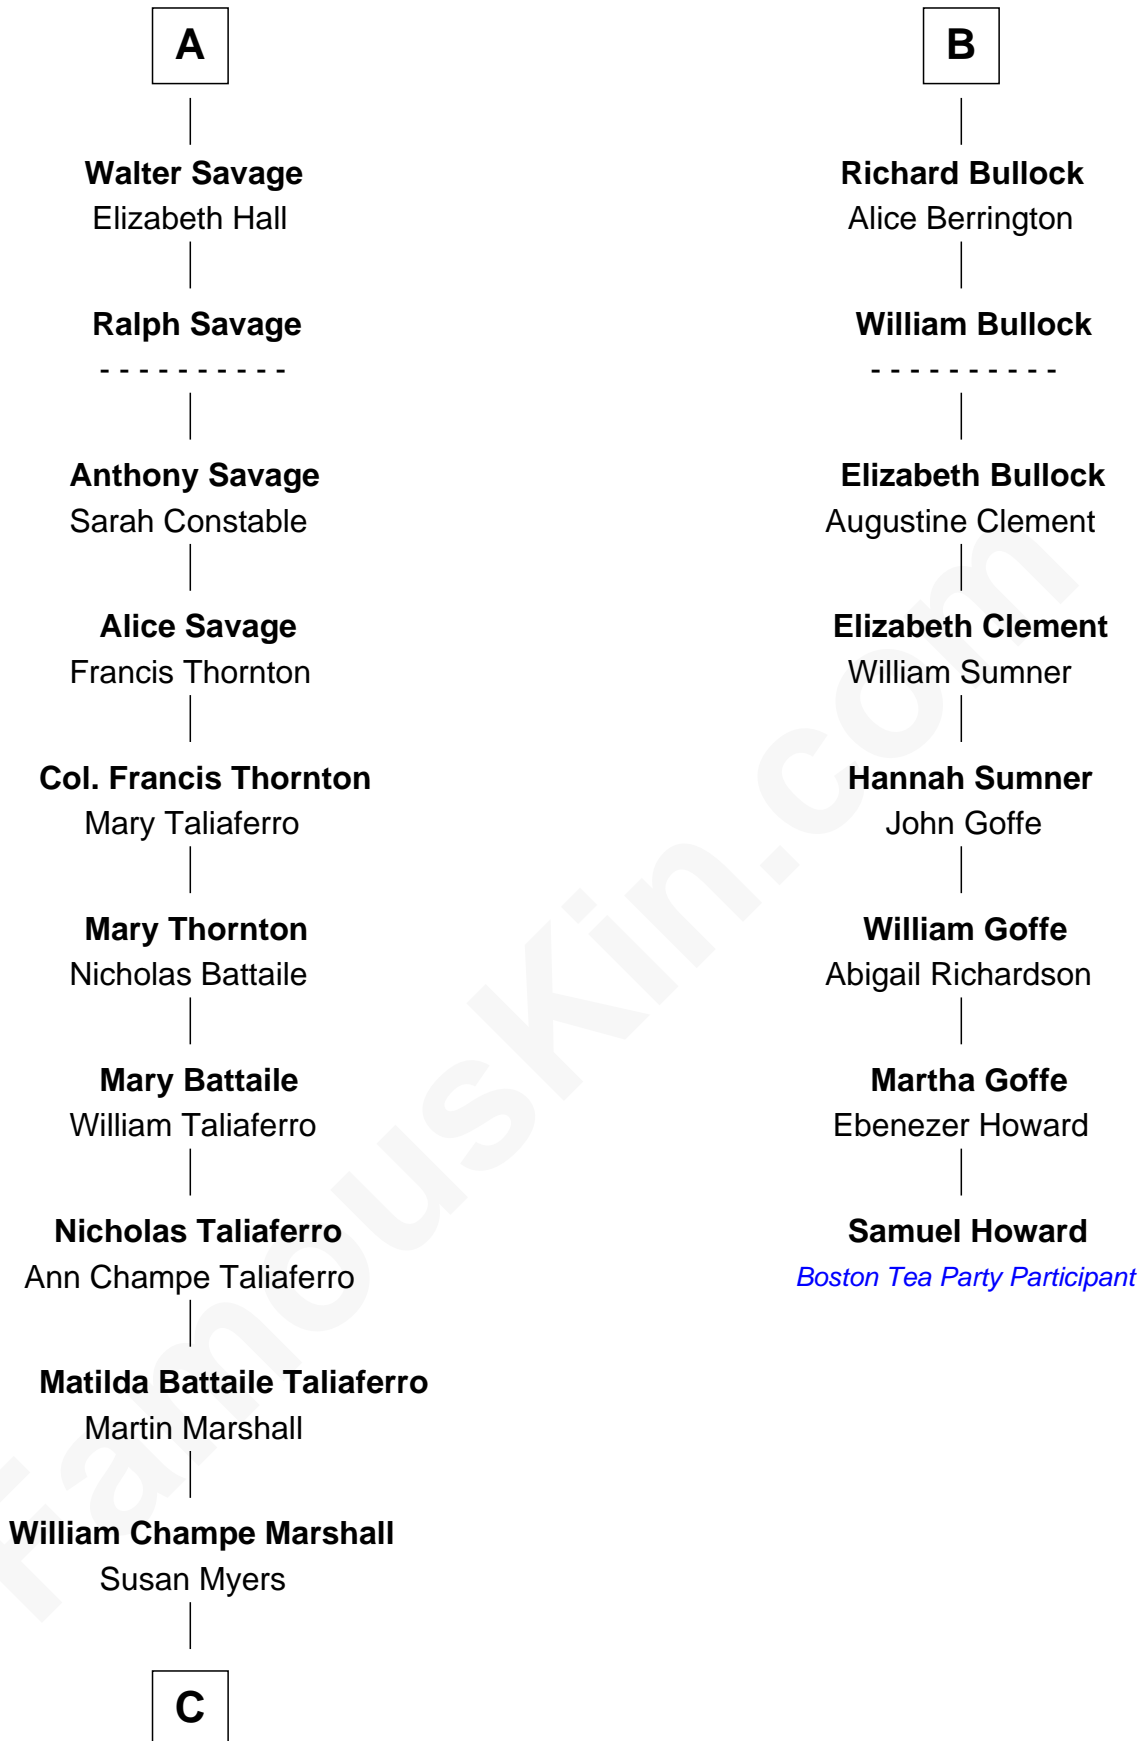 A
Walter Savage
Elizabeth Hall
Ralph Savage
- - - - - - - - - -
Anthony Savage
Sarah Constable
Alice Savage
Francis Thornton
Col. Francis Thornton
Mary Taliaferro
Mary Thornton
Nicholas Battaile
Mary Battaile
William Taliaferro
Nicholas Taliaferro
Ann Champe Taliaferro
Matilda Battaile Taliaferro
Martin Marshall
William Champe Marshall
Susan Myers
C
B
Richard Bullock
Alice Berrington
William Bullock
- - - - - - - - - -
Elizabeth Bullock
Augustine Clement
Elizabeth Clement
William Sumner
Hannah Sumner
John Goffe
William Goffe
Abigail Richardson
Martha Goffe
Ebenezer Howard
Samuel Howard
Boston Tea Party Participant
FamousKin.com